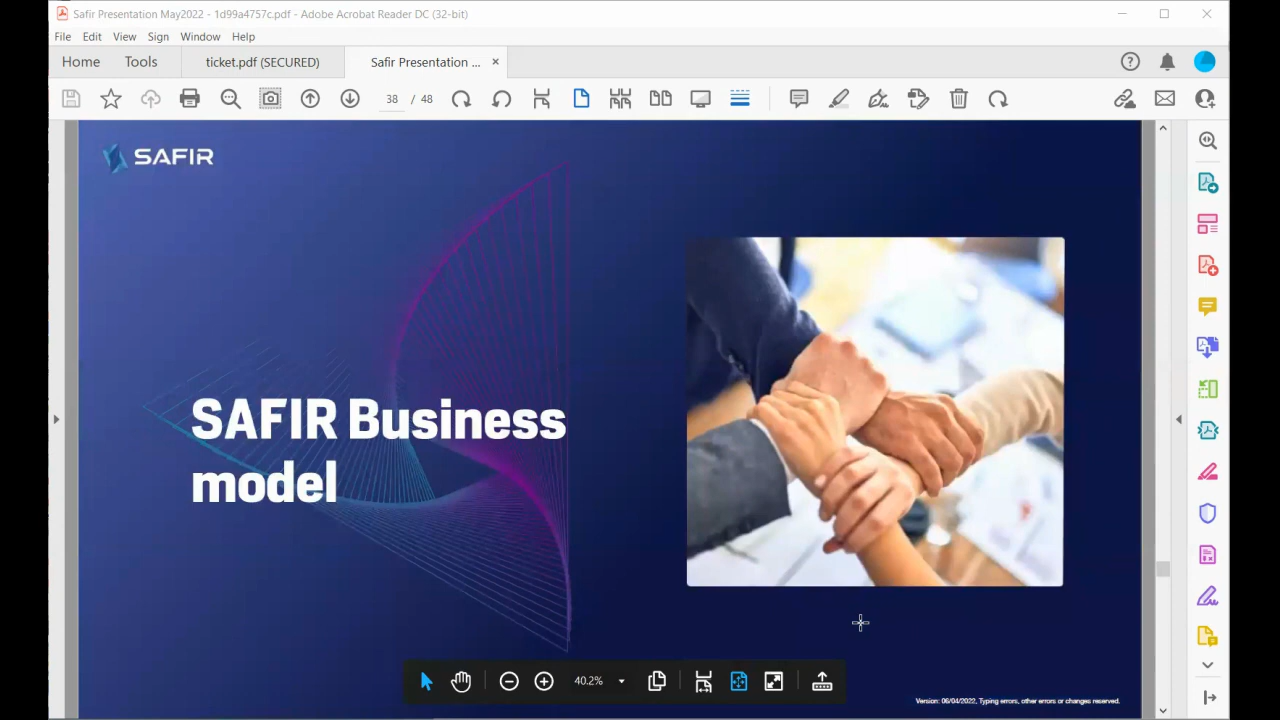 Safir Presentation May2022 - 1d99a4757c.pdf - Adobe Acrobat Reader DC (32-bit)
File Edit View Sign Window Help
Home Tools ticket.pdf (SECURED) Safir Presentation ... ×
38 / 48
SAFIR
SAFIR Business
model
40.2%
Version: 06/04/2022, Typing errors, other errors or changes reserved.